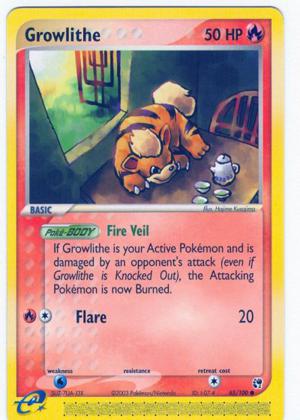 Growlithe 50 HP
Illus. Hajime Kusajima
BASIC
Poké-BODY Fire Veil
If Growlithe is your Active Pokémon and is
damaged by an opponent's attack (even if
Growlithe is Knocked Out), the Attacking
Pokémon is now Burned.
Flare 20
weakness resistance retreat cost
©2003 Pokémon/Nintendo 65/100
e